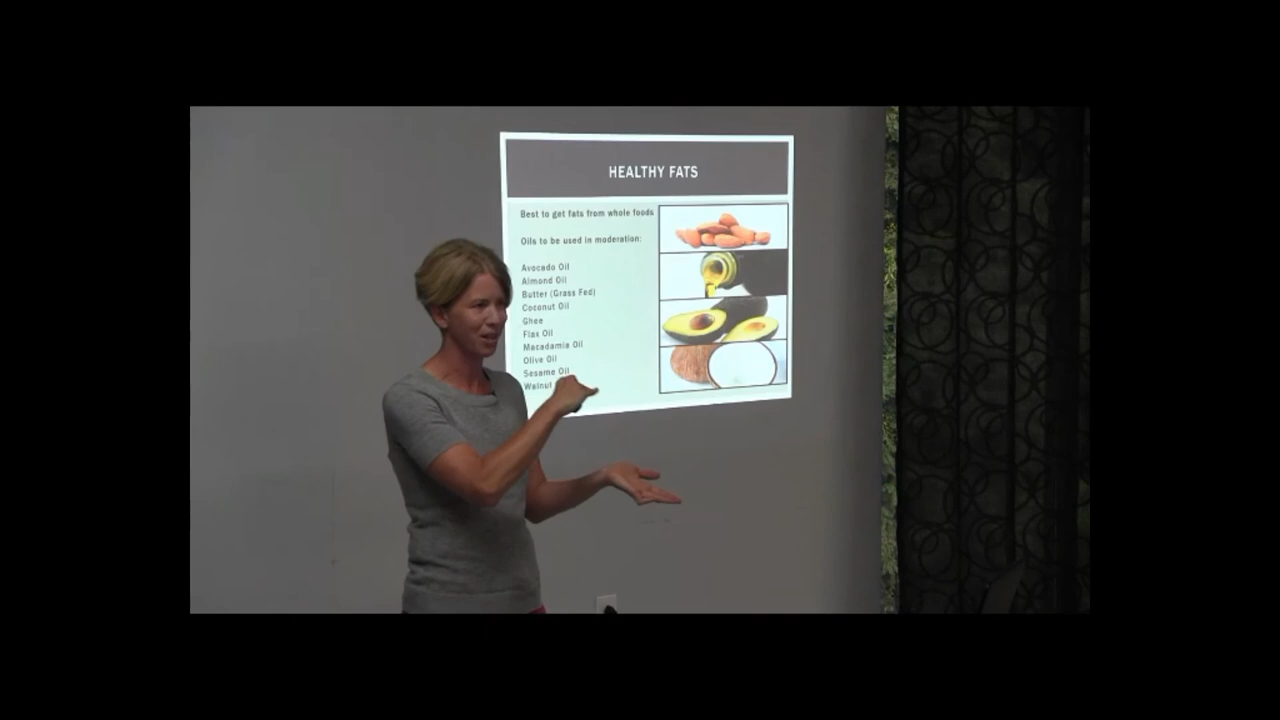 HEALTHY FATS
Best to get fats from whole foods
Oils to be used in moderation:
Avocado Oil
Almond Oil
Butter (Grass Fed)
Coconut Oil
Ghee
Flax Oil
Macadamia Oil
Olive Oil
Sesame Oil
Walnut